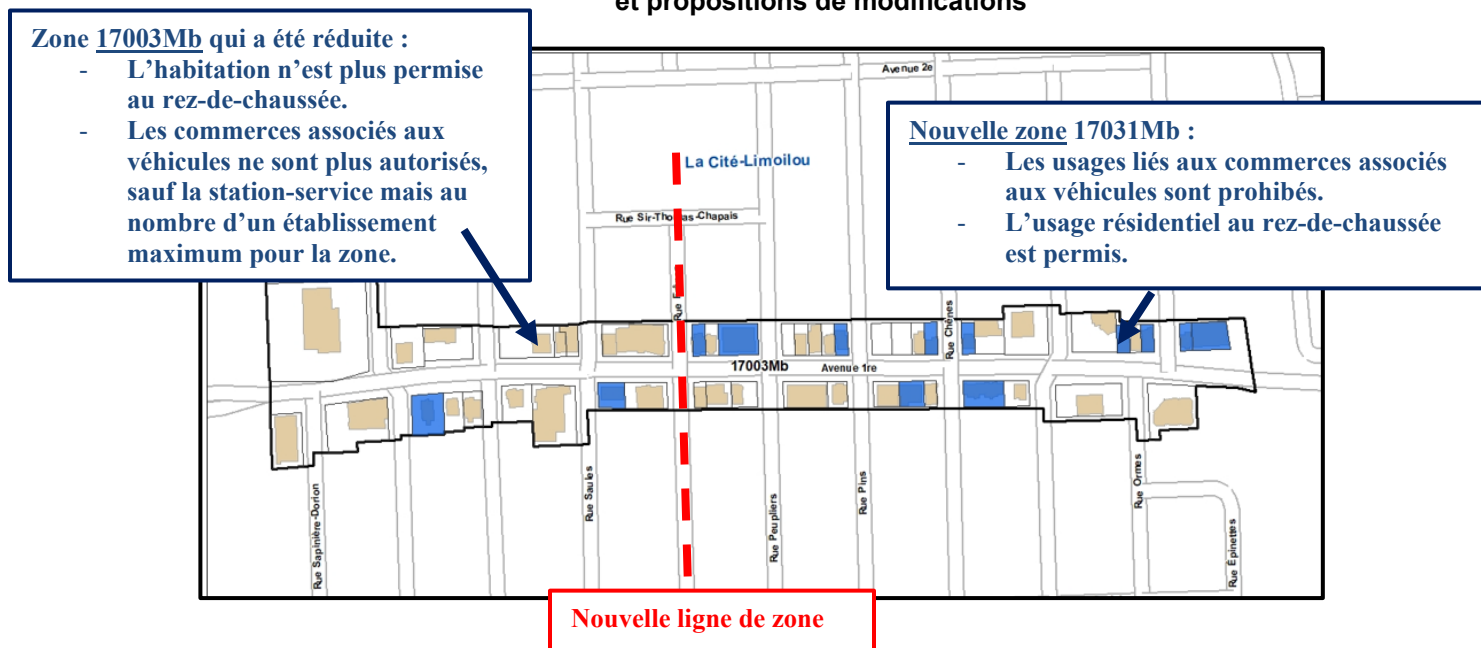 et propositions de modifications
Zone 17003Mb qui a été réduite :
- L’habitation n’est plus permise
au rez-de-chaussée.
- Les commerces associés aux
véhicules ne sont plus autorisés,
sauf la station-service mais au
nombre d’un établissement
maximum pour la zone.
Nouvelle zone 17031Mb :
- Les usages liés aux commerces associés
aux véhicules sont prohibés.
- L’usage résidentiel au rez-de-chaussée
est permis.
Avenue 2e
La Cité-Limoilou
Rue Sir-Thomas-Chapais
Rue
Rue Chênes
17003Mb
Avenue 1re
Rue Sapinière-Dorion
Rue Saules
Rue Peupliers
Rue Pins
Rue Ormes
Rue Épinettes
Nouvelle ligne de zone